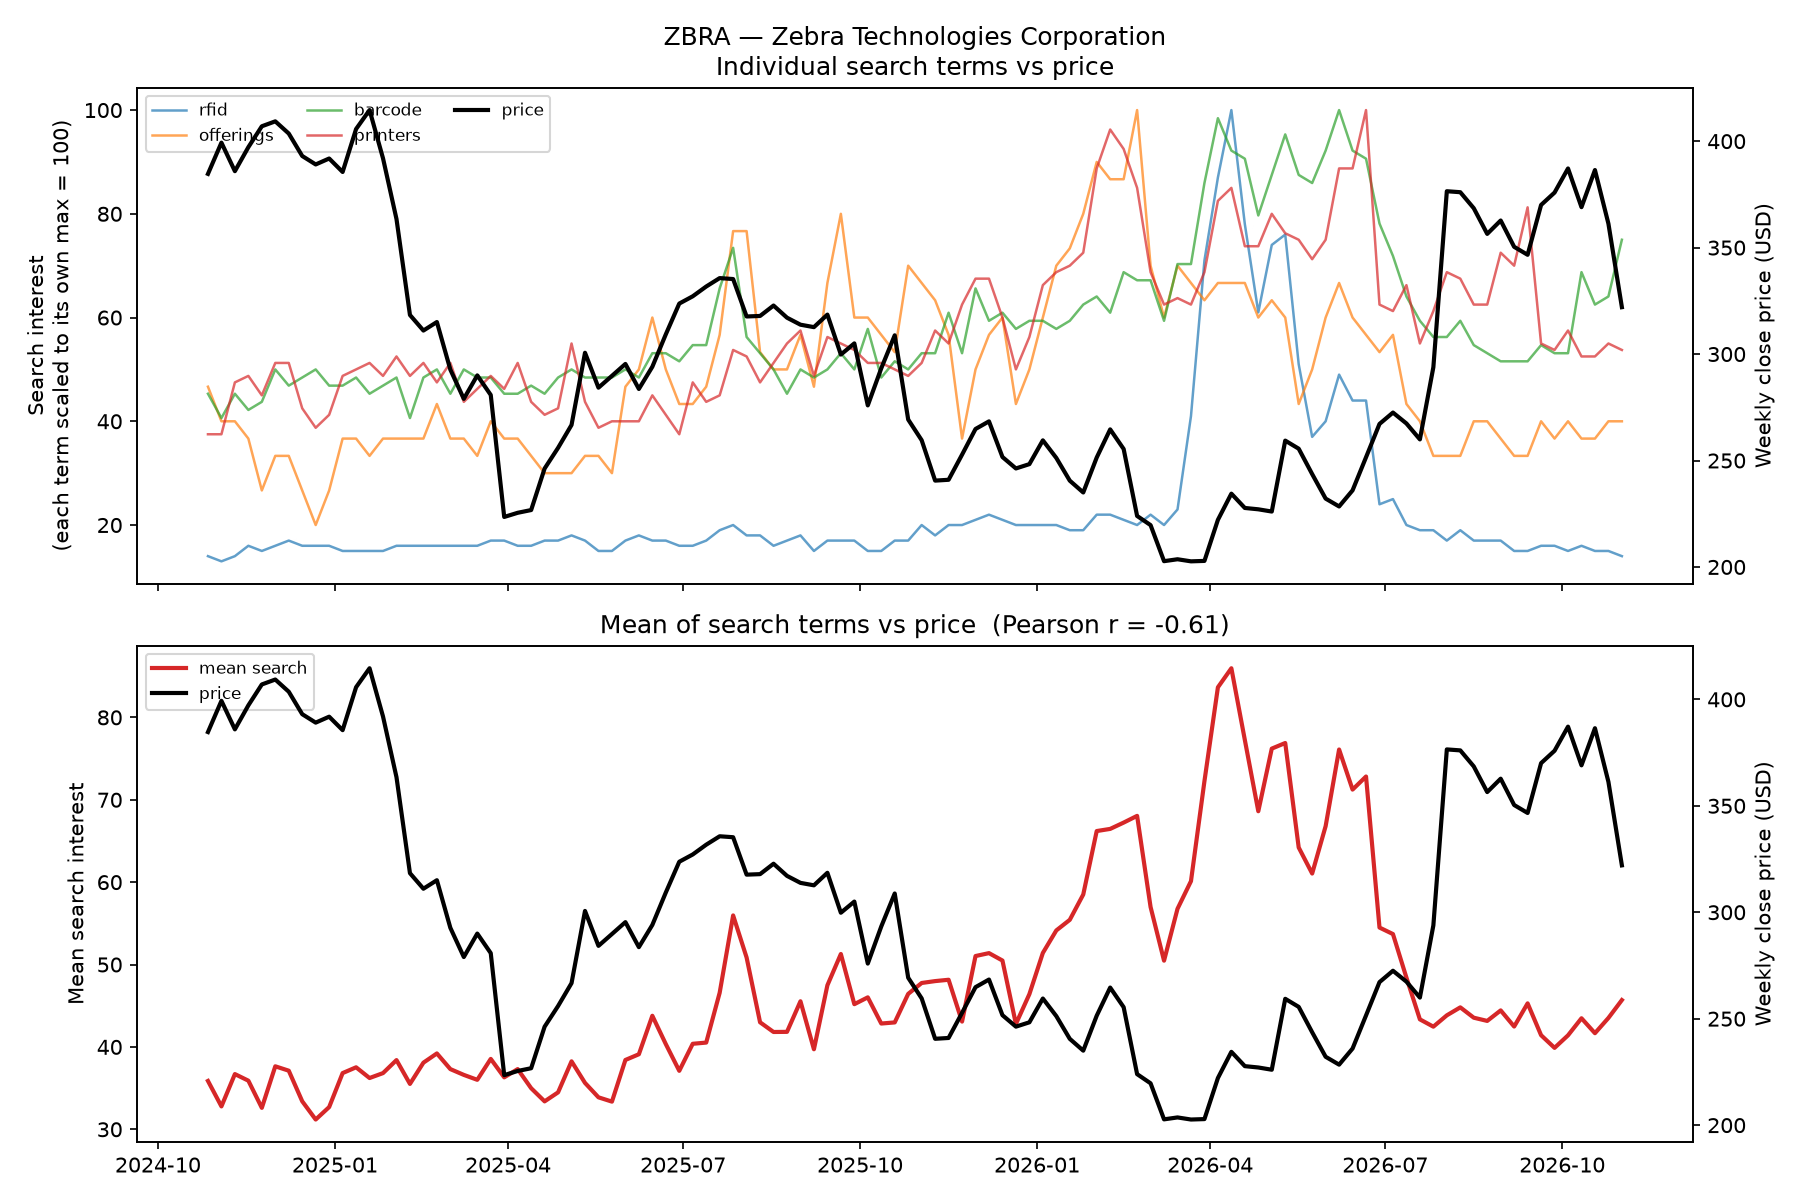 ZBRA — Zebra Technologies Corporation
Individual search terms vs price
Search interest
(each term scaled to its own max = 100)
100
80
60
40
20
rfid
offerings
barcode
printers
price
400
350
300
250
200
Weekly close price (USD)
Mean of search terms vs price  (Pearson r = -0.61)
Mean search interest
80
70
60
50
40
30
mean search
price
400
350
300
250
200
Weekly close price (USD)
2024-10
2025-01
2025-04
2025-07
2025-10
2026-01
2026-04
2026-07
2026-10